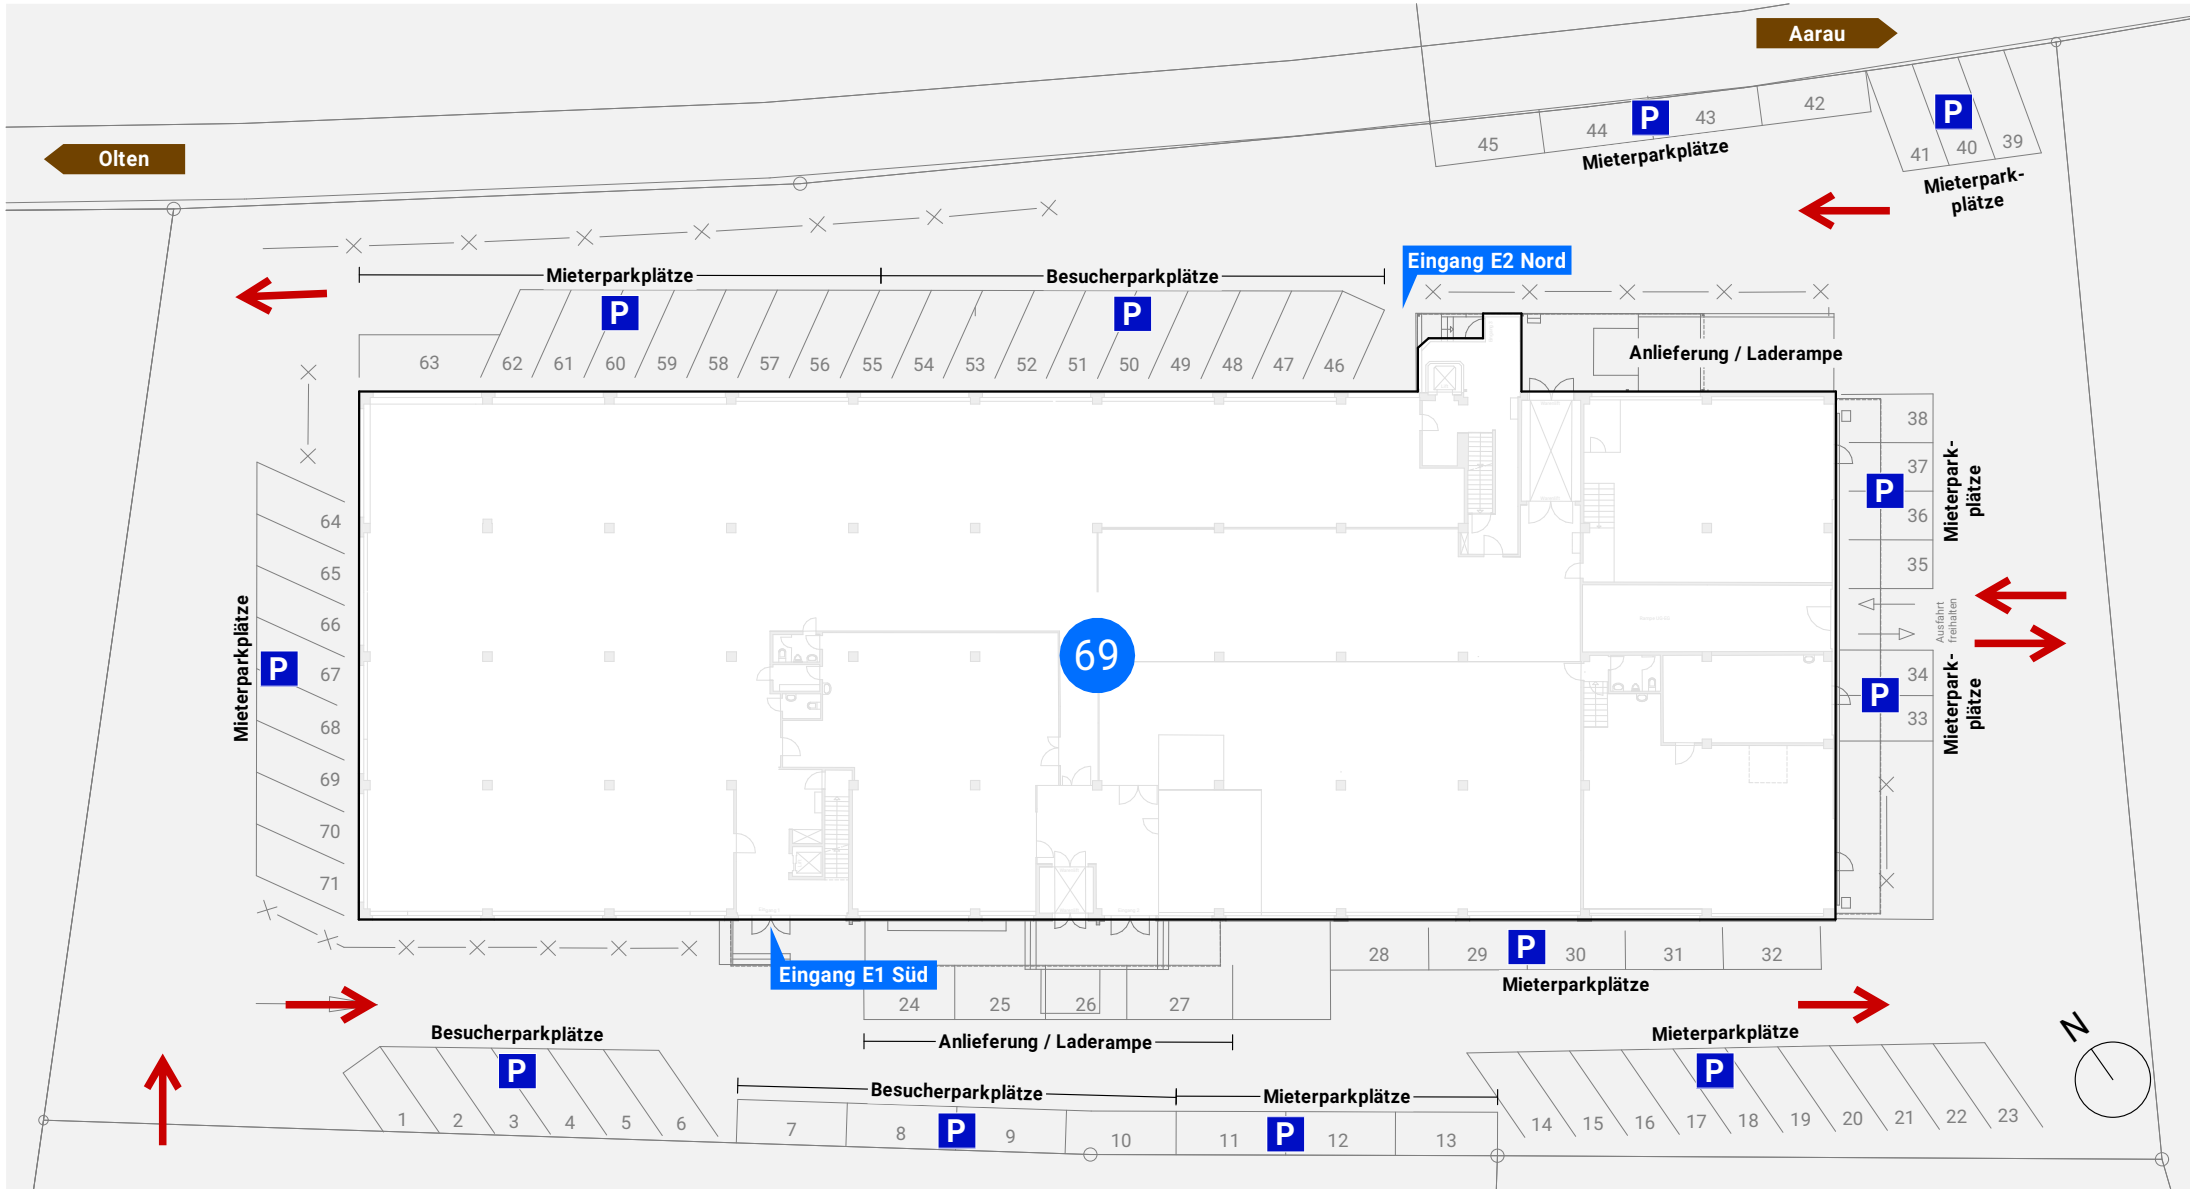 Aarau
Olten
P
P
45 44 43 42
41 40 39
Mieterparkplätze
Mieterpark-
plätze
Eingang E2 Nord
Mieterparkplätze
Besucherparkplätze
P
P
63 62 61 60 59 58 57 56 55 54 53 52 51 50 49 48 47 46
Anlieferung / Laderampe
38
37
36
35
P
Mieterpark-
plätze
Ausfahrt
freihalten
34
33
P
Mieterpark-
plätze
64
65
66
67
68
69
70
71
P
Mieterparkplätze
69
Eingang E1 Süd
28 29 30 31 32
P
Mieterparkplätze
24 25 26 27
Anlieferung / Laderampe
Besucherparkplätze
P
1 2 3 4 5 6
Besucherparkplätze
Mieterparkplätze
P
P
7 8 9 10 11 12 13
Mieterparkplätze
P
14 15 16 17 18 19 20 21 22 23
N